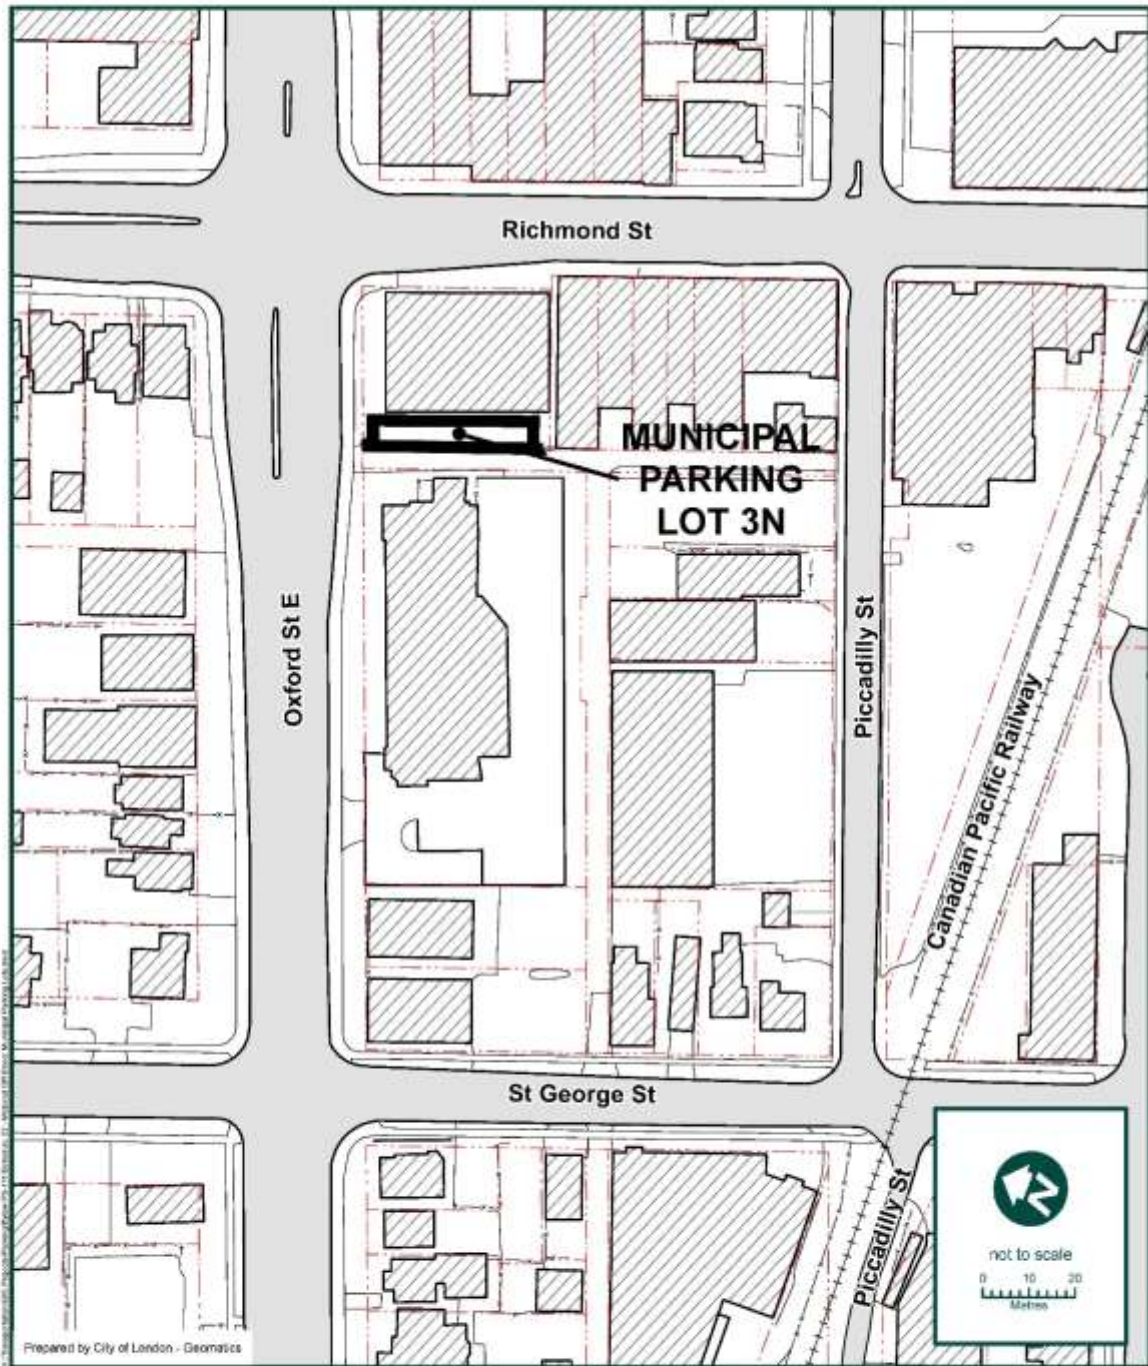 Richmond St
MUNICIPAL
PARKING
LOT 3N
Oxford St E
Piccadilly St
Canadian Pacific Railway
St George St
Piccadilly St
N
not to scale
0 10 20
Metres
Prepared by City of London - Geomatics